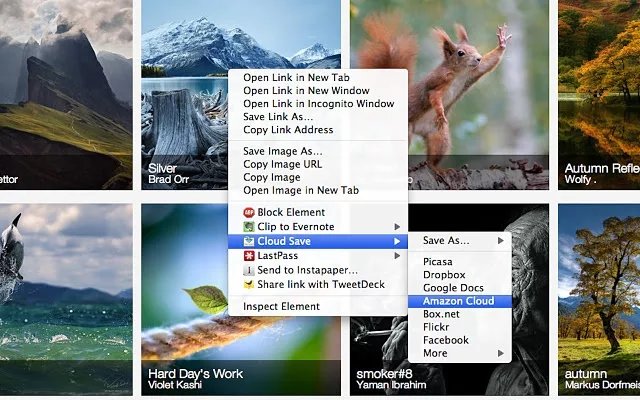 Open Link in New Tab
Open Link in New Window
Open Link in Incognito Window
Save Link As...
Copy Link Address
Save Image As...
Copy Image URL
Copy Image
Open Image in New Tab
Block Element
Clip to Evernote
Cloud Save
LastPass
Send to Instapaper...
Share link with TweetDeck
Inspect Element
Save As...
Picasa
Dropbox
Google Docs
Amazon Cloud
Box.net
Flickr
Facebook
More
ettor
Silver
Brad Orr
Autumn Refle
Wolfy .
Hard Day's Work
Violet Kashi
smoker#8
Yaman Ibrahim
autumn
Markus Dorfmeis